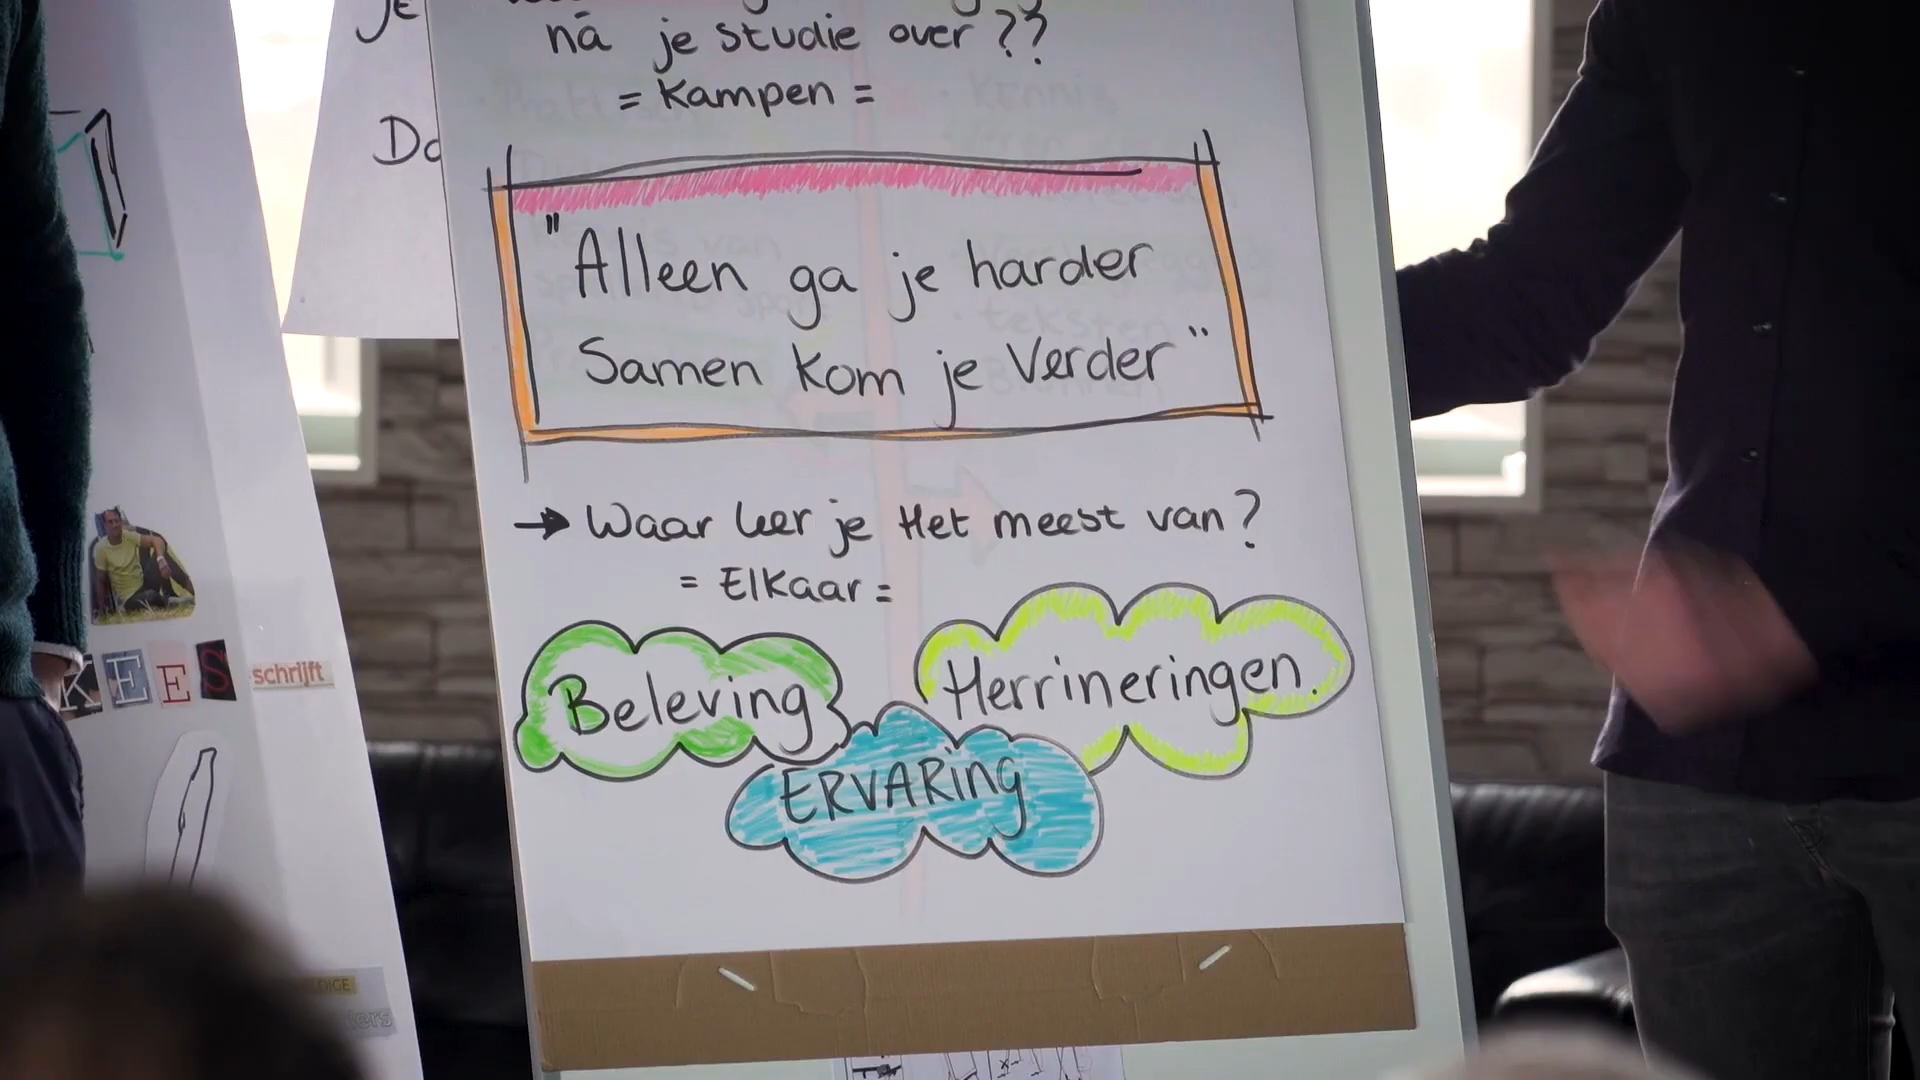 nā je studie over ??
= Kampen =
"Alleen ga je harder
Samen kom je Verder"
→ Waar leer je Het meest van?
= Elkaar =
Beleving
Herrineringen.
ERVARing
KEES schrijft